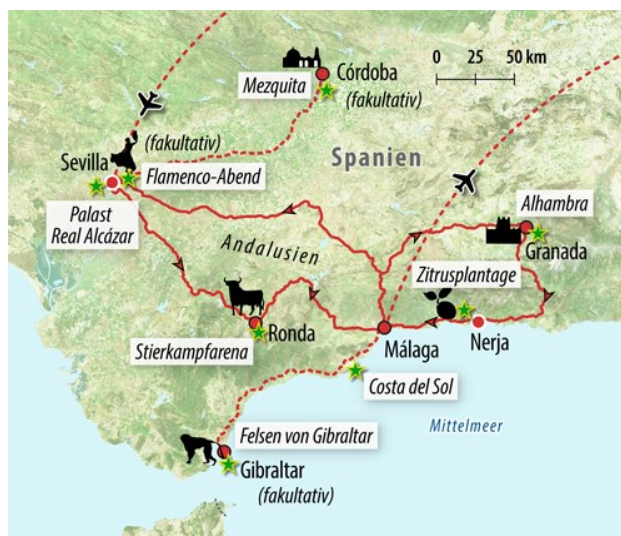 0 25 50 km
Mezquita
Córdoba
(fakultativ)
(fakultativ)
Spanien
Sevilla
Flamenco-Abend
Palast
Real Alcázar
Alhambra
Andalusien
Granada
Zitrusplantage
Ronda
Málaga
Nerja
Stierkampfarena
Costa del Sol
Mittelmeer
Felsen von Gibraltar
Gibraltar
(fakultativ)